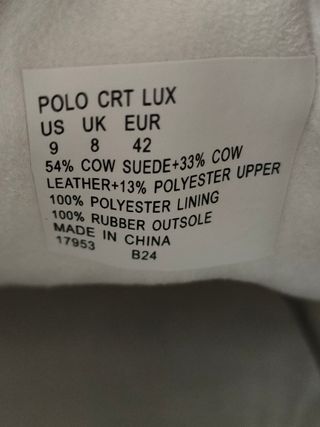 POLO CRT LUX
US UK EUR
9 8 42
54% COW SUEDE+33% COW
LEATHER+13% POLYESTER UPPER
100% POLYESTER LINING
100% RUBBER OUTSOLE
MADE IN CHINA
17953 B24